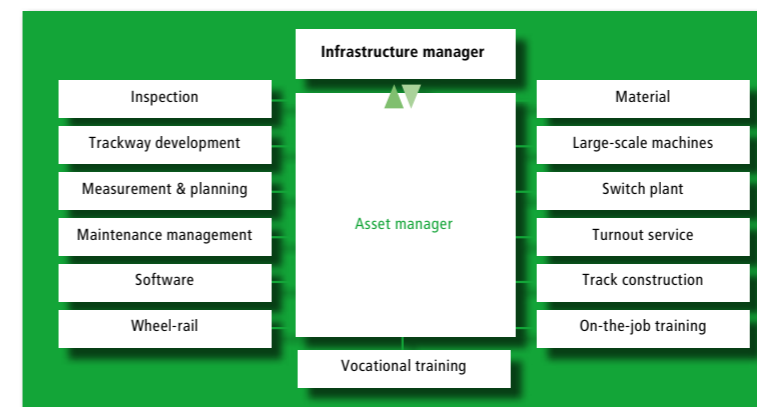 Infrastructure manager
Inspection
Trackway development
Measurement & planning
Maintenance management
Software
Wheel-rail
Asset manager
Material
Large-scale machines
Switch plant
Turnout service
Track construction
On-the-job training
Vocational training